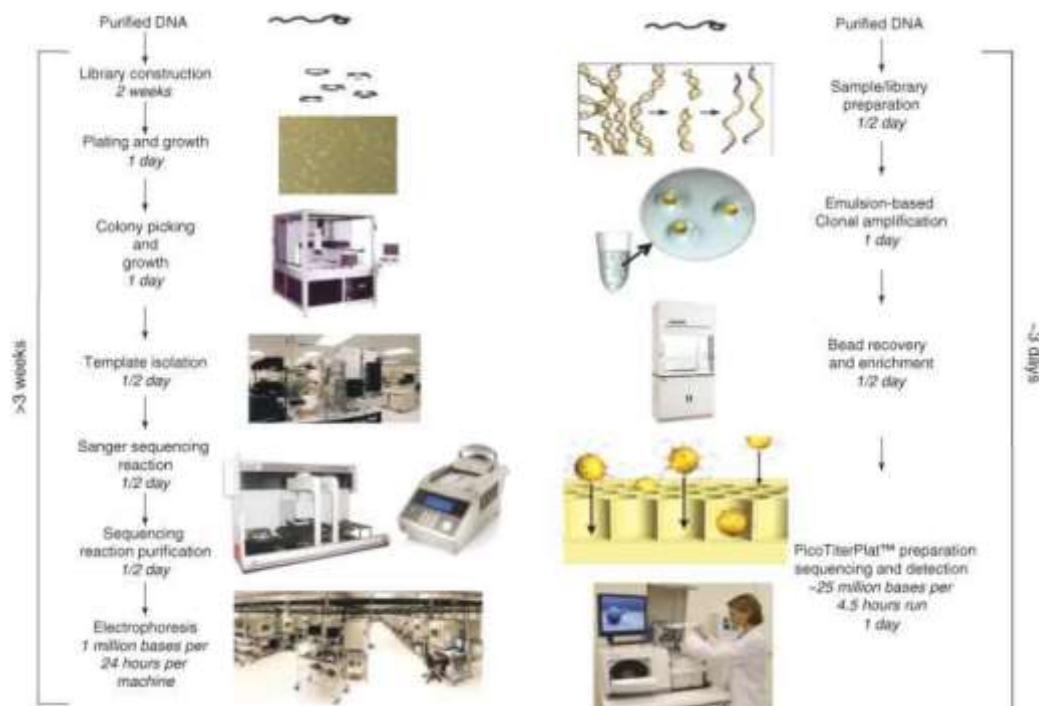 Purified DNA
Library construction
2 weeks
Plating and growth
1 day
Colony picking
and
growth
1 day
Template isolation
1/2 day
Sanger sequencing
reaction
1/2 day
Sequencing
reaction purification
1/2 day
Electrophoresis
1 million bases per
24 hours per
machine
>3 weeks
Purified DNA
Sample/library
preparation
1/2 day
Emulsion-based
Clonal amplification
1 day
Bead recovery
and enrichment
1/2 day
PicoTiterPlat™ preparation
sequencing and detection
~25 million bases per
4.5 hours run
1 day
~3 days